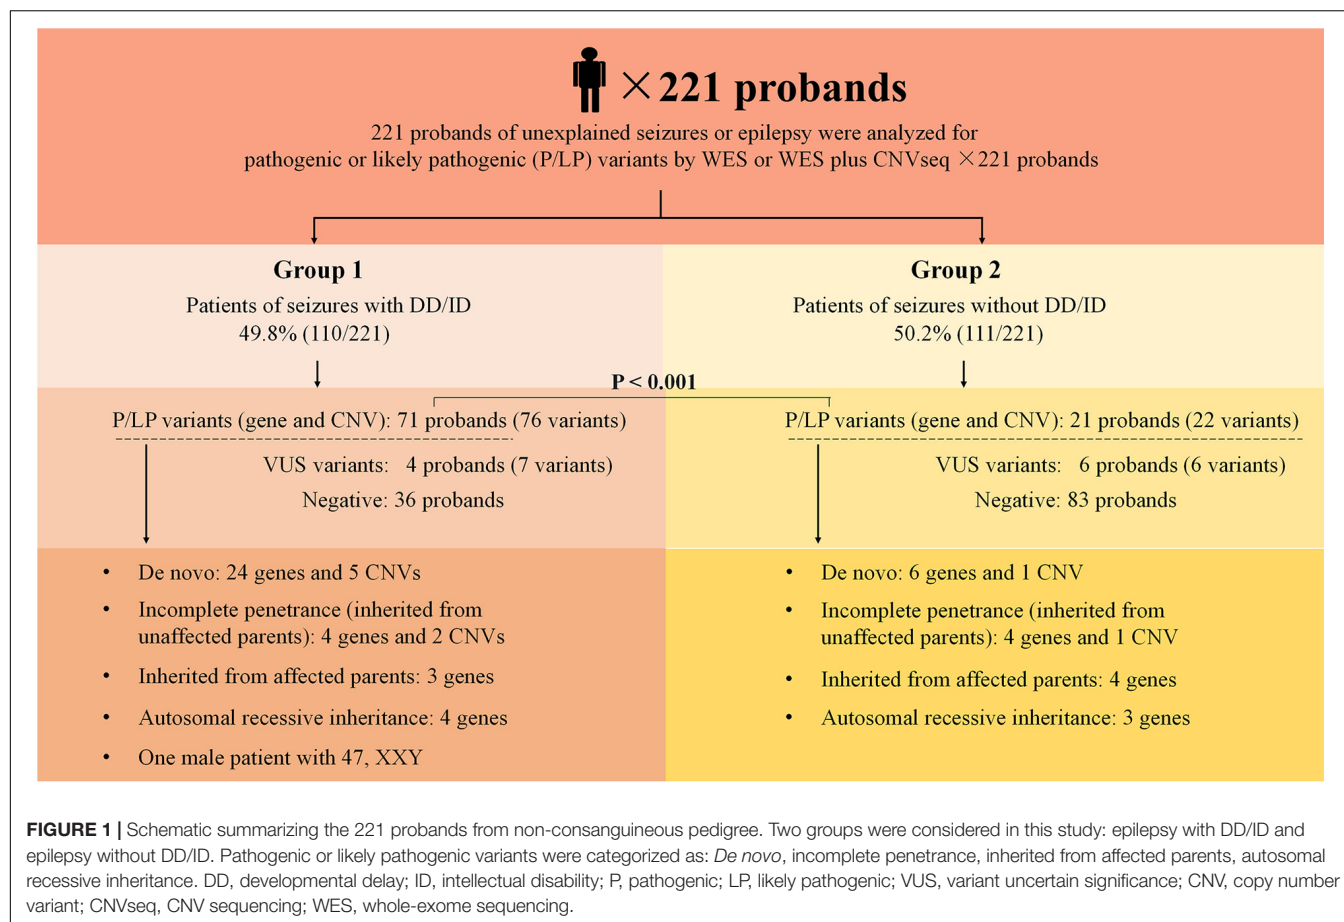 ×221 probands
221 probands of unexplained seizures or epilepsy were analyzed for
pathogenic or likely pathogenic (P/LP) variants by WES or WES plus CNVseq ×221 probands
Group 1
Patients of seizures with DD/ID
49.8% (110/221)
Group 2
Patients of seizures without DD/ID
50.2% (111/221)
P < 0.001
P/LP variants (gene and CNV): 71 probands (76 variants)
VUS variants: 4 probands (7 variants)
Negative: 36 probands
P/LP variants (gene and CNV): 21 probands (22 variants)
VUS variants: 6 probands (6 variants)
Negative: 83 probands
• De novo: 24 genes and 5 CNVs
• Incomplete penetrance (inherited from
unaffected parents): 4 genes and 2 CNVs
• Inherited from affected parents: 3 genes
• Autosomal recessive inheritance: 4 genes
• One male patient with 47, XXY
• De novo: 6 genes and 1 CNV
• Incomplete penetrance (inherited from
unaffected parents): 4 genes and 1 CNV
• Inherited from affected parents: 4 genes
• Autosomal recessive inheritance: 3 genes
FIGURE 1 | Schematic summarizing the 221 probands from non-consanguineous pedigree. Two groups were considered in this study: epilepsy with DD/ID and
epilepsy without DD/ID. Pathogenic or likely pathogenic variants were categorized as: De novo, incomplete penetrance, inherited from affected parents, autosomal
recessive inheritance. DD, developmental delay; ID, intellectual disability; P, pathogenic; LP, likely pathogenic; VUS, variant uncertain significance; CNV, copy number
variant; CNVseq, CNV sequencing; WES, whole-exome sequencing.